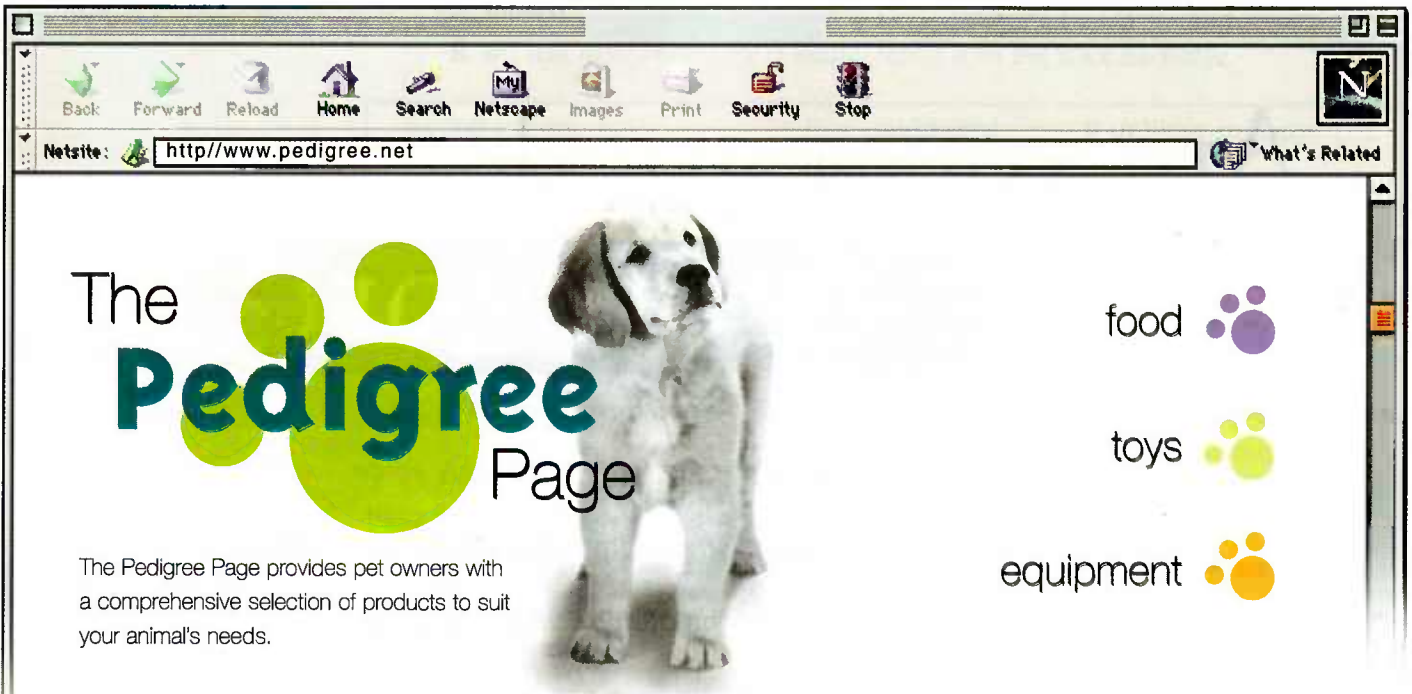 Back Forward Reload Home Search Netscape Images Print Security Stop
My
N
Netsite: http//www.pedigree.net What's Related
The
Pedigree
Page
food
toys
equipment
The Pedigree Page provides pet owners with
a comprehensive selection of products to suit
your animal's needs.